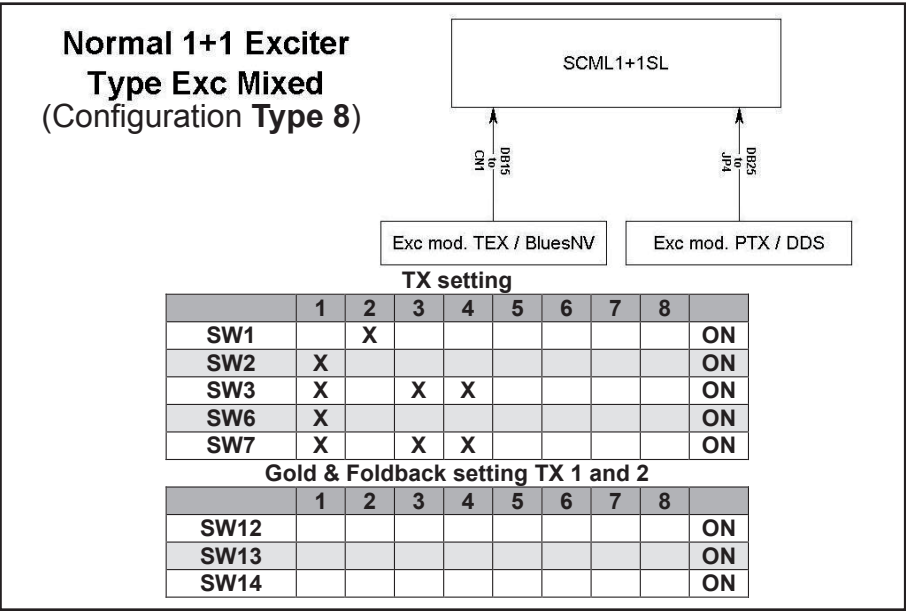 Normal 1+1 Exciter
Type Exc Mixed
(Configuration Type 8)
SCML1+1SL
DB15
to
CN1
DB25
to
JP4
Exc mod. TEX / BluesNV
Exc mod. PTX / DDS
TX setting
1 2 3 4 5 6 7 8
SW1 X ON
SW2 X ON
SW3 X X X ON
SW6 X ON
SW7 X X X ON
Gold & Foldback setting TX 1 and 2
1 2 3 4 5 6 7 8
SW12 ON
SW13 ON
SW14 ON